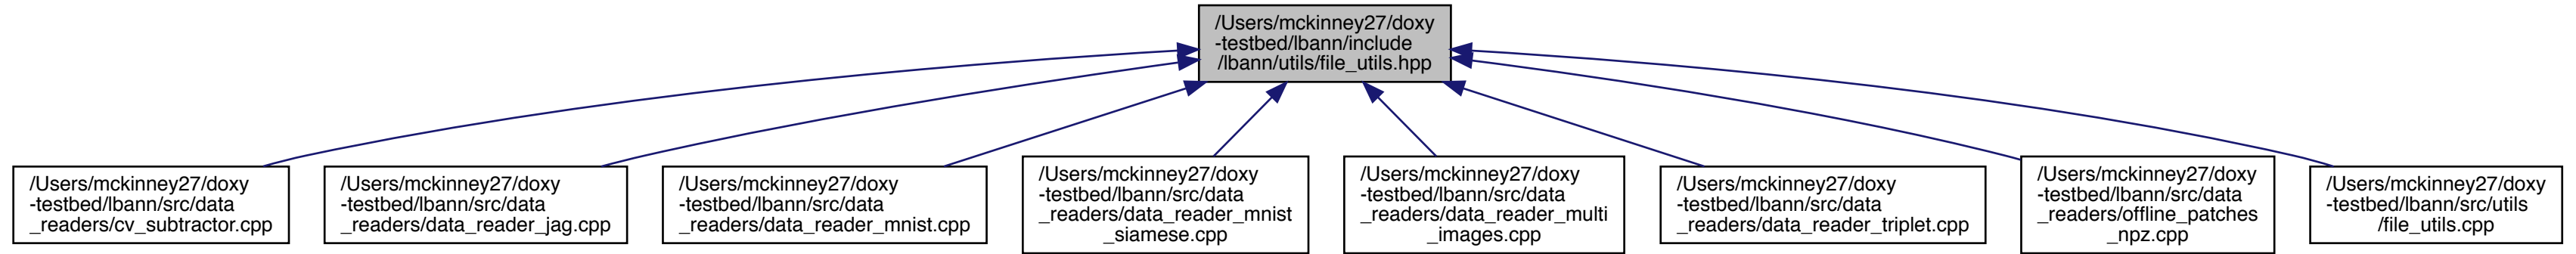 /Users/mckinney27/doxy
-testbed/lbann/include
/lbann/utils/file_utils.hpp
/Users/mckinney27/doxy
-testbed/lbann/src/data
_readers/cv_subtractor.cpp
/Users/mckinney27/doxy
-testbed/lbann/src/data
_readers/data_reader_jag.cpp
/Users/mckinney27/doxy
-testbed/lbann/src/data
_readers/data_reader_mnist.cpp
/Users/mckinney27/doxy
-testbed/lbann/src/data
_readers/data_reader_mnist
_siamese.cpp
/Users/mckinney27/doxy
-testbed/lbann/src/data
_readers/data_reader_multi
_images.cpp
/Users/mckinney27/doxy
-testbed/lbann/src/data
_readers/data_reader_triplet.cpp
/Users/mckinney27/doxy
-testbed/lbann/src/data
_readers/offline_patches
_npz.cpp
/Users/mckinney27/doxy
-testbed/lbann/src/utils
/file_utils.cpp